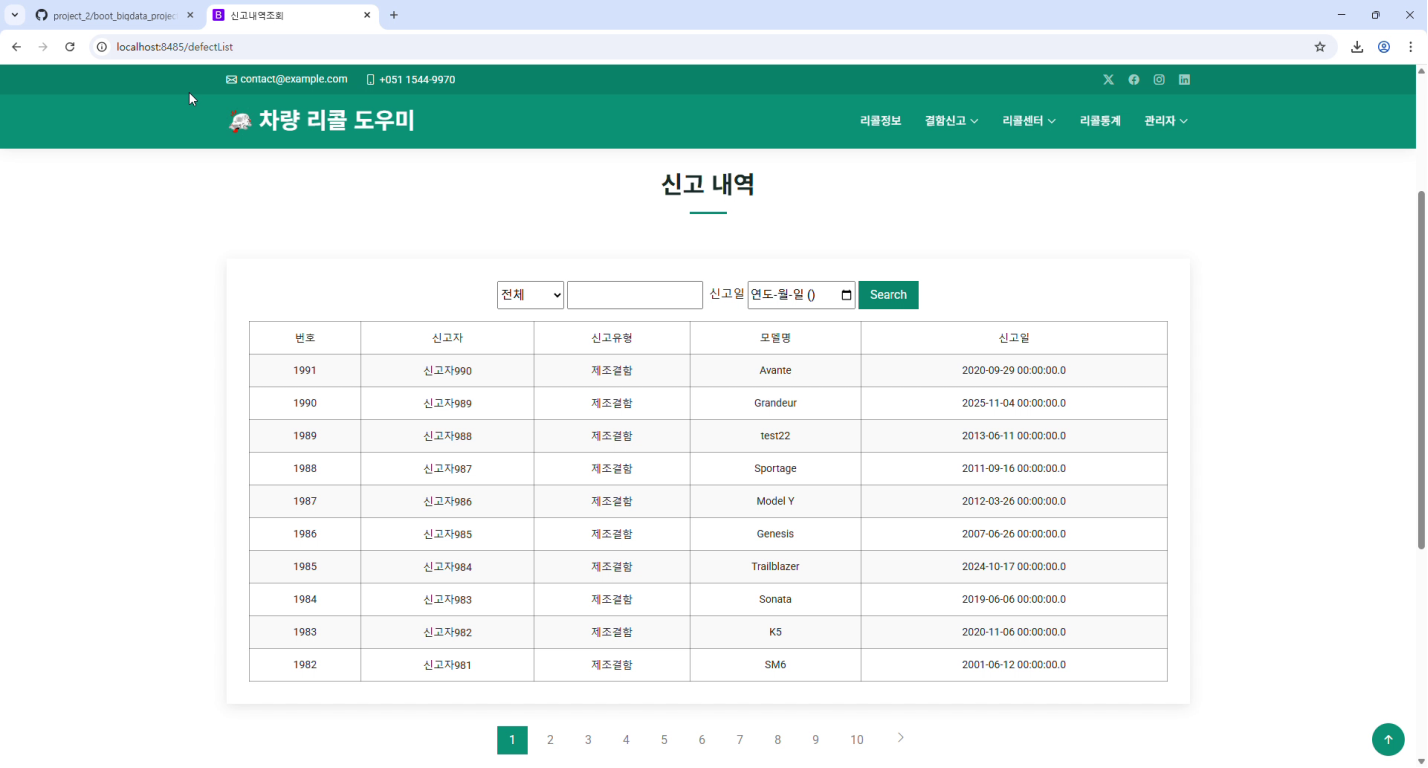 project_2/boot_biqdata_projec
신고내역조회
localhost:8485/defectList
contact@example.com +051 1544-9970
차량 리콜 도우미 리콜정보 결함신고 리콜센터 리콜통계 관리자
신고 내역
전체 신고일 연도-월-일 () Search
번호 신고자 신고유형 모델명 신고일
1991 신고자990 제조결함 Avante 2020-09-29 00:00:00.0
1990 신고자989 제조결함 Grandeur 2025-11-04 00:00:00.0
1989 신고자988 제조결함 test22 2013-06-11 00:00:00.0
1988 신고자987 제조결함 Sportage 2011-09-16 00:00:00.0
1987 신고자986 제조결함 Model Y 2012-03-26 00:00:00.0
1986 신고자985 제조결함 Genesis 2007-06-26 00:00:00.0
1985 신고자984 제조결함 Trailblazer 2024-10-17 00:00:00.0
1984 신고자983 제조결함 Sonata 2019-06-06 00:00:00.0
1983 신고자982 제조결함 K5 2020-11-06 00:00:00.0
1982 신고자981 제조결함 SM6 2001-06-12 00:00:00.0
1 2 3 4 5 6 7 8 9 10